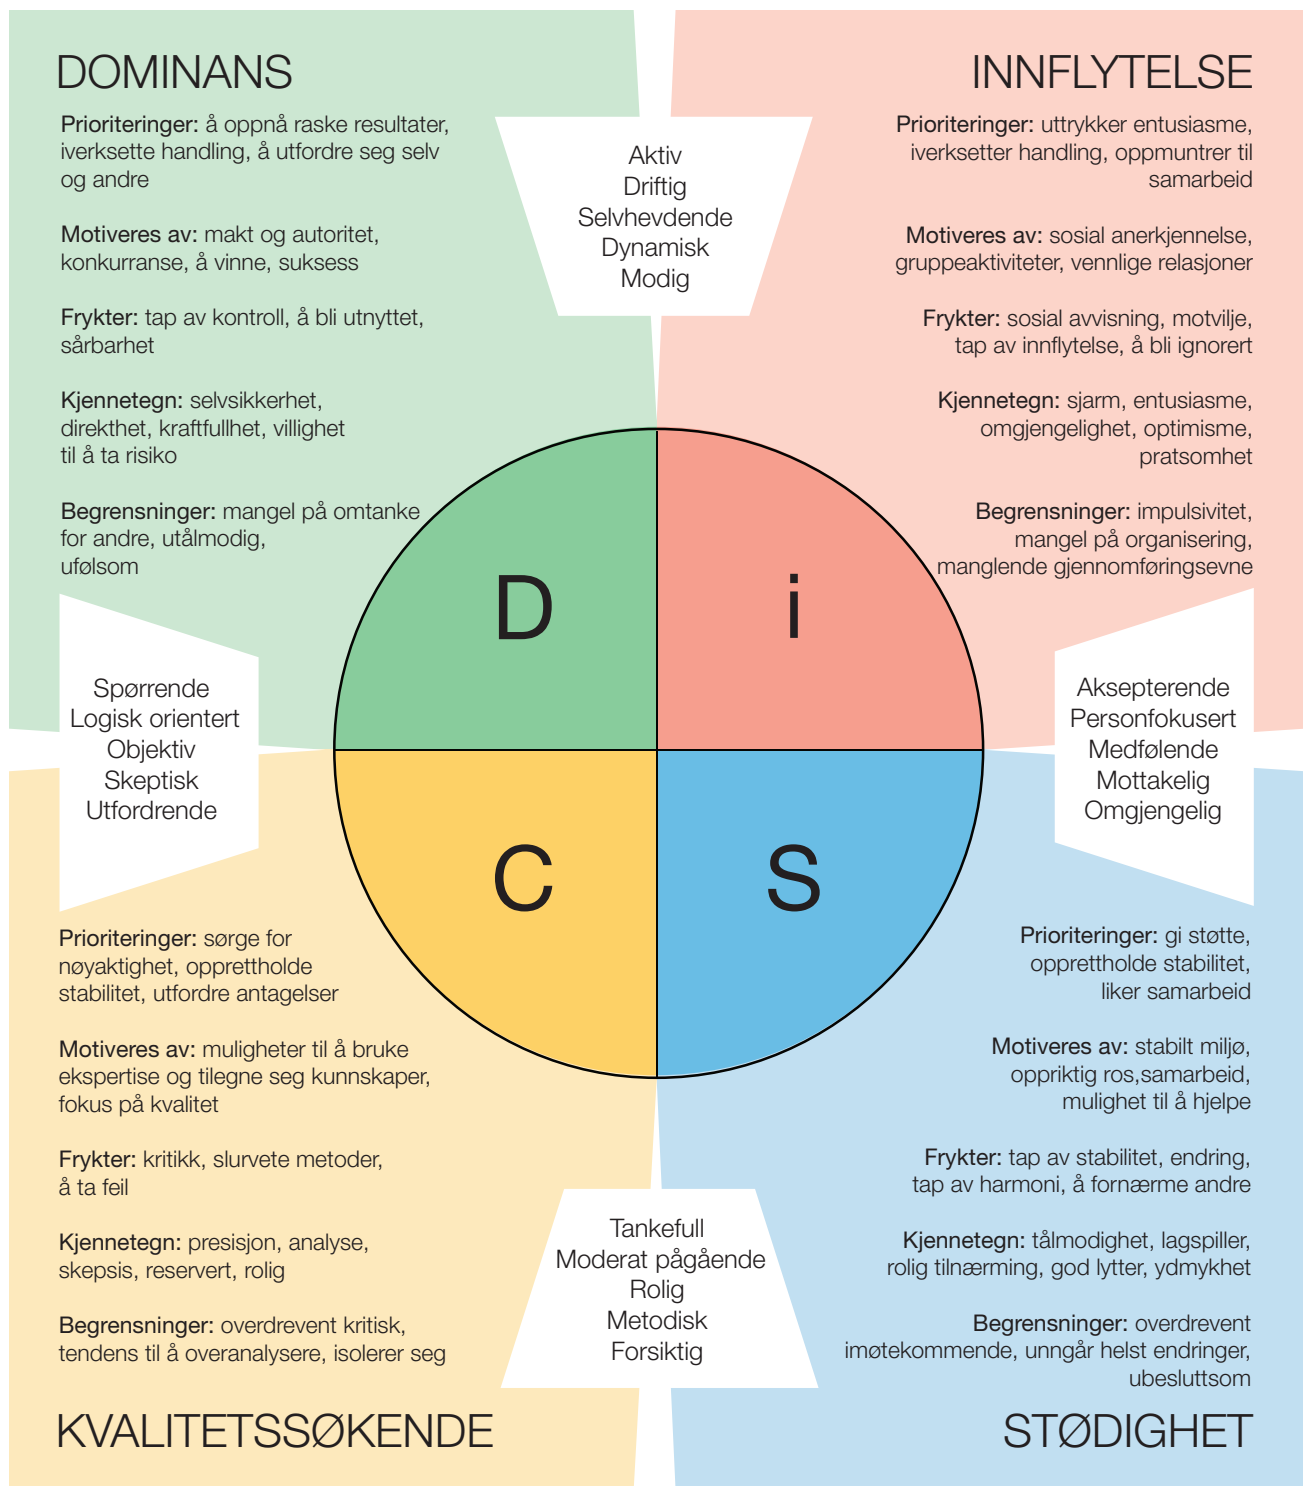 DOMINANS
Prioriteringer: å oppnå raske resultater,
iverksette handling, å utfordre seg selv
og andre
Motiveres av: makt og autoritet,
konkurranse, å vinne, suksess
Frykter: tap av kontroll, å bli utnyttet,
sårbarhet
Kjennetegn: selvsikkerhet,
direkthet, kraftfullhet, villighet
til å ta risiko
Begrensninger: mangel på omtanke
for andre, utålmodig,
ufølsom
Aktiv
Driftig
Selvhevdende
Dynamisk
Modig
INNFLYTELSE
Prioriteringer: uttrykker entusiasme,
iverksetter handling, oppmuntrer til
samarbeid
Motiveres av: sosial anerkjennelse,
gruppeaktiviteter, vennlige relasjoner
Frykter: sosial avvisning, motvilje,
tap av innflytelse, å bli ignorert
Kjennetegn: sjarm, entusiasme,
omgjengelighet, optimisme,
pratsomhet
Begrensninger: impulsivitet,
mangel på organisering,
manglende gjennomføringsevne
D
i
Spørrende
Logisk orientert
Objektiv
Skeptisk
Utfordrende
Aksepterende
Personfokusert
Medfølende
Mottakelig
Omgjengelig
C
S
Prioriteringer: sørge for
nøyaktighet, opprettholde
stabilitet, utfordre antagelser
Motiveres av: muligheter til å bruke
ekspertise og tilegne seg kunnskaper,
fokus på kvalitet
Frykter: kritikk, slurvete metoder,
å ta feil
Kjennetegn: presisjon, analyse,
skepsis, reservert, rolig
Begrensninger: overdrevent kritisk,
tendens til å overanalysere, isolerer seg
KVALITETSSØKENDE
Tankefull
Moderat pågående
Rolig
Metodisk
Forsiktig
Prioriteringer: gi støtte,
opprettholde stabilitet,
liker samarbeid
Motiveres av: stabilt miljø,
oppriktig ros,samarbeid,
mulighet til å hjelpe
Frykter: tap av stabilitet, endring,
tap av harmoni, å fornærme andre
Kjennetegn: tålmodighet, lagspiller,
rolig tilnærming, god lytter, ydmykhet
Begrensninger: overdrevent
imøtekommende, unngår helst endringer,
ubesluttsom
STØDIGHET